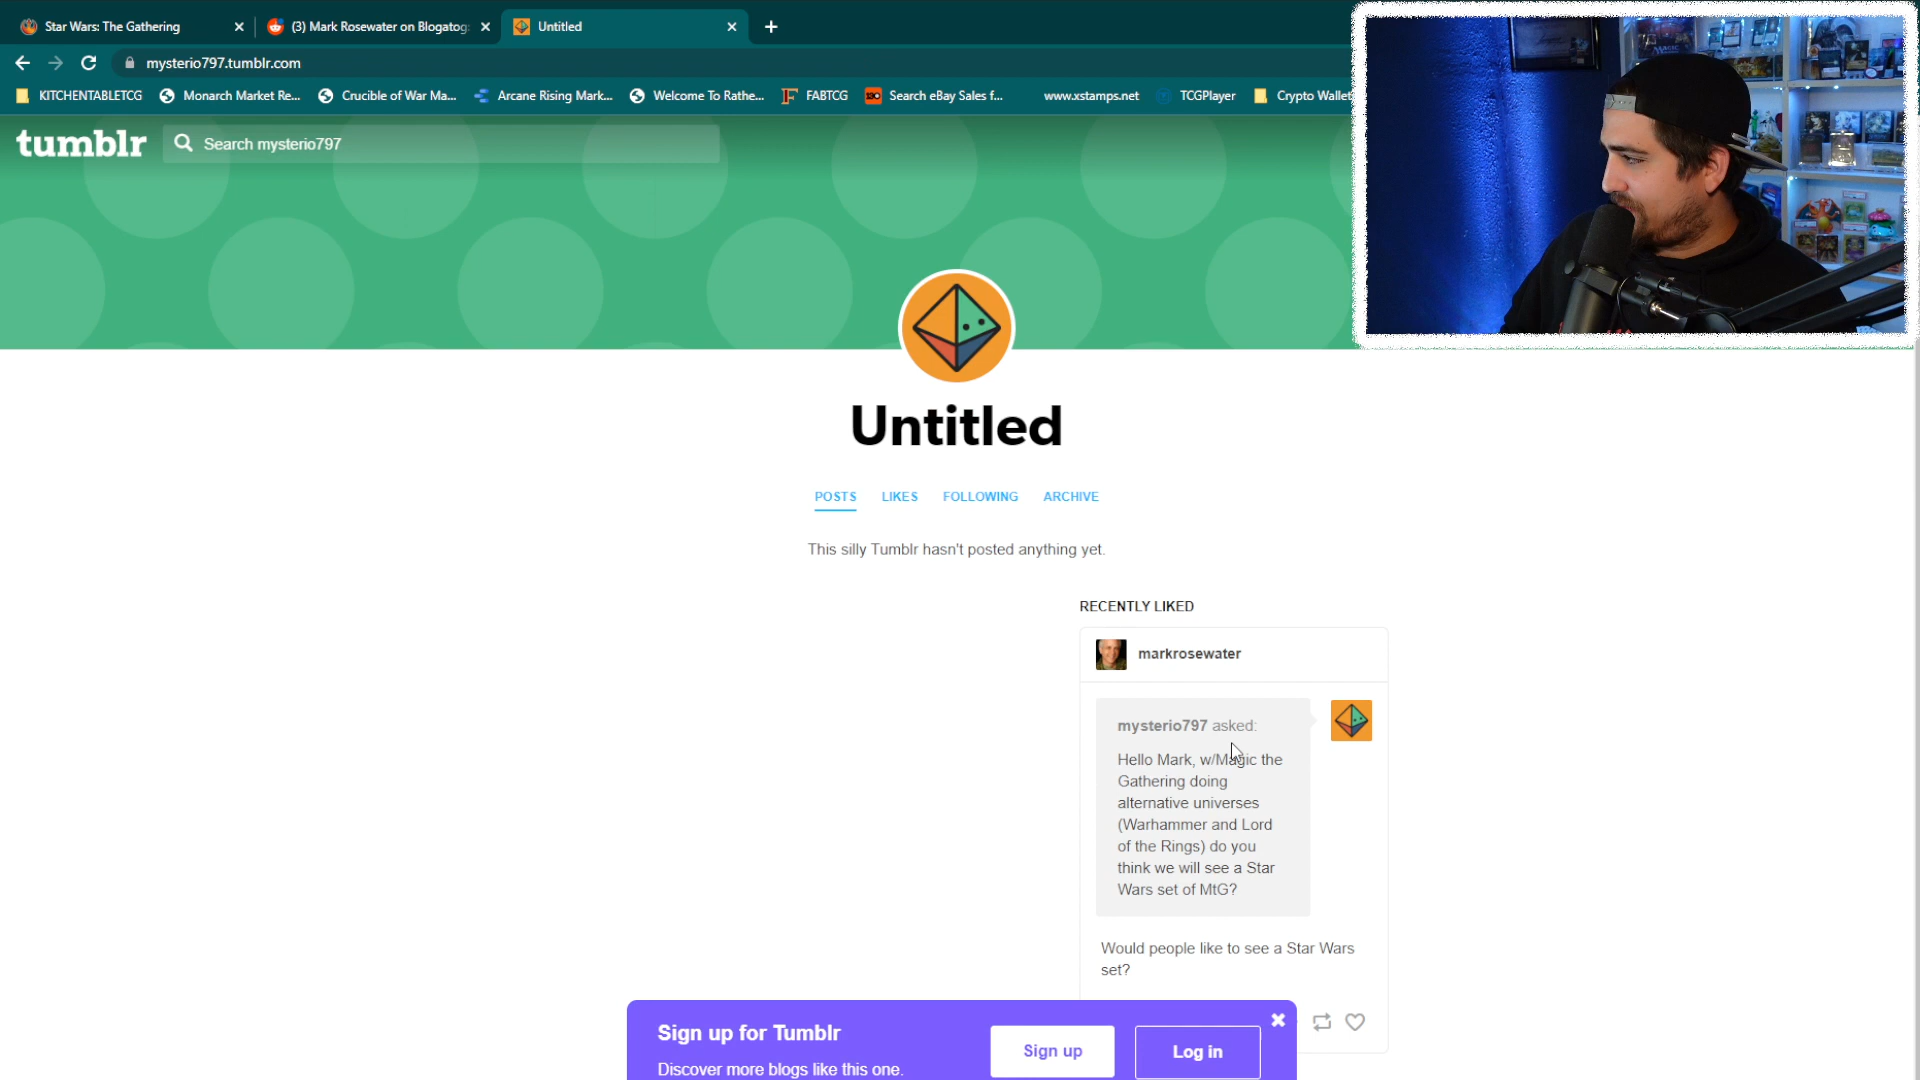 Star Wars: The Gathering
(3) Mark Rosewater on Blogatog
Untitled
mysterio797.tumblr.com
KITCHENTABLETCG
Monarch Market Re...
Crucible of War Ma...
Arcane Rising Mark...
Welcome To Rathe...
FABTCG
Search eBay Sales f...
www.xstamps.net
TCGPlayer
Crypto Wallet
tumblr
Search mysterio797
Untitled
POSTS
LIKES
FOLLOWING
ARCHIVE
This silly Tumblr hasn't posted anything yet.
RECENTLY LIKED
markrosewater
mysterio797 asked:
Hello Mark, w/Magic the
Gathering doing
alternative universes
(Warhammer and Lord
of the Rings) do you
think we will see a Star
Wars set of MtG?
Would people like to see a Star Wars
set?
Sign up for Tumblr
Discover more blogs like this one.
Sign up
Log in